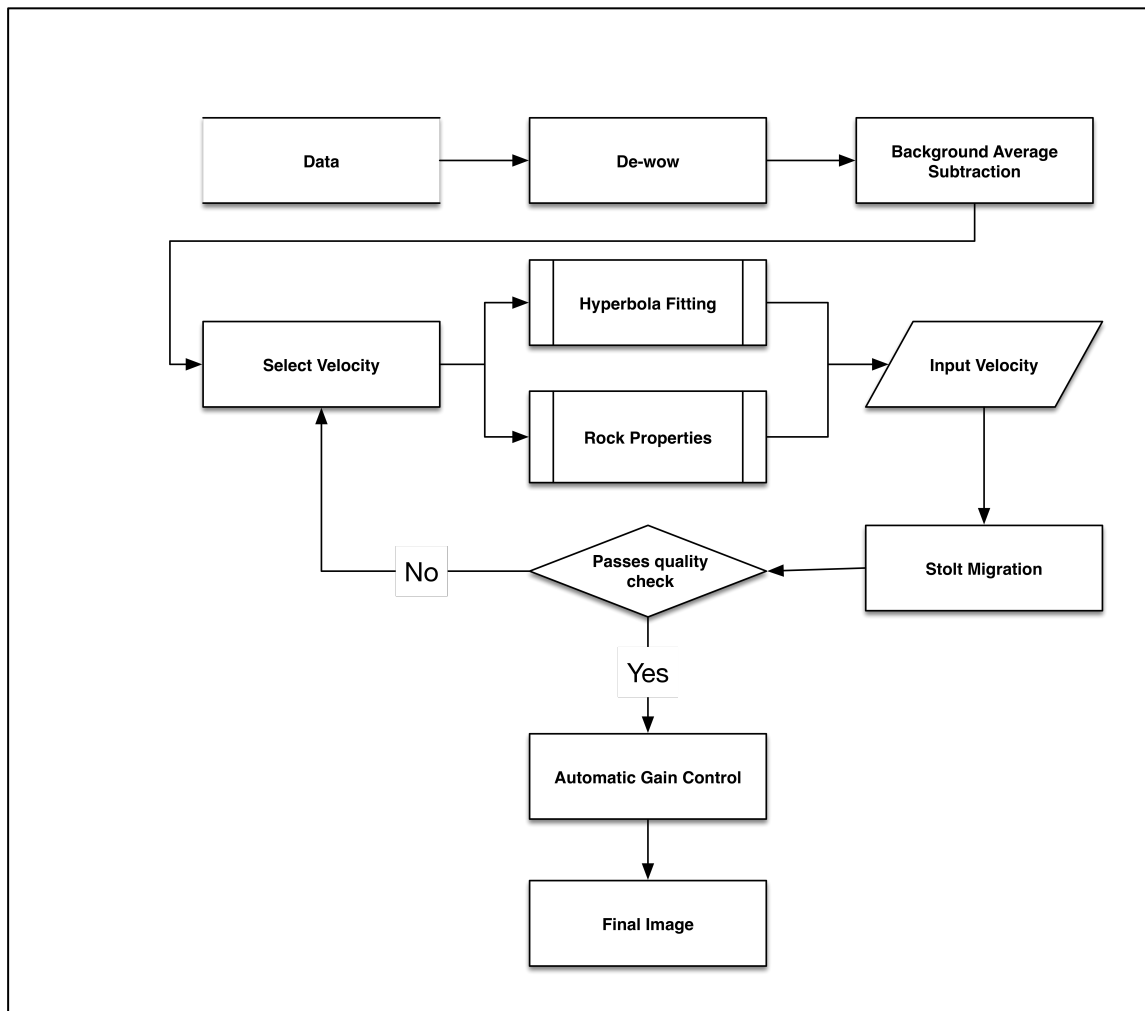 Data
De-wow
Background Average
Subtraction
Hyperbola Fitting
Select Velocity
Input Velocity
Rock Properties
Passes quality
check
Stolt Migration
No
Yes
Automatic Gain Control
Final Image